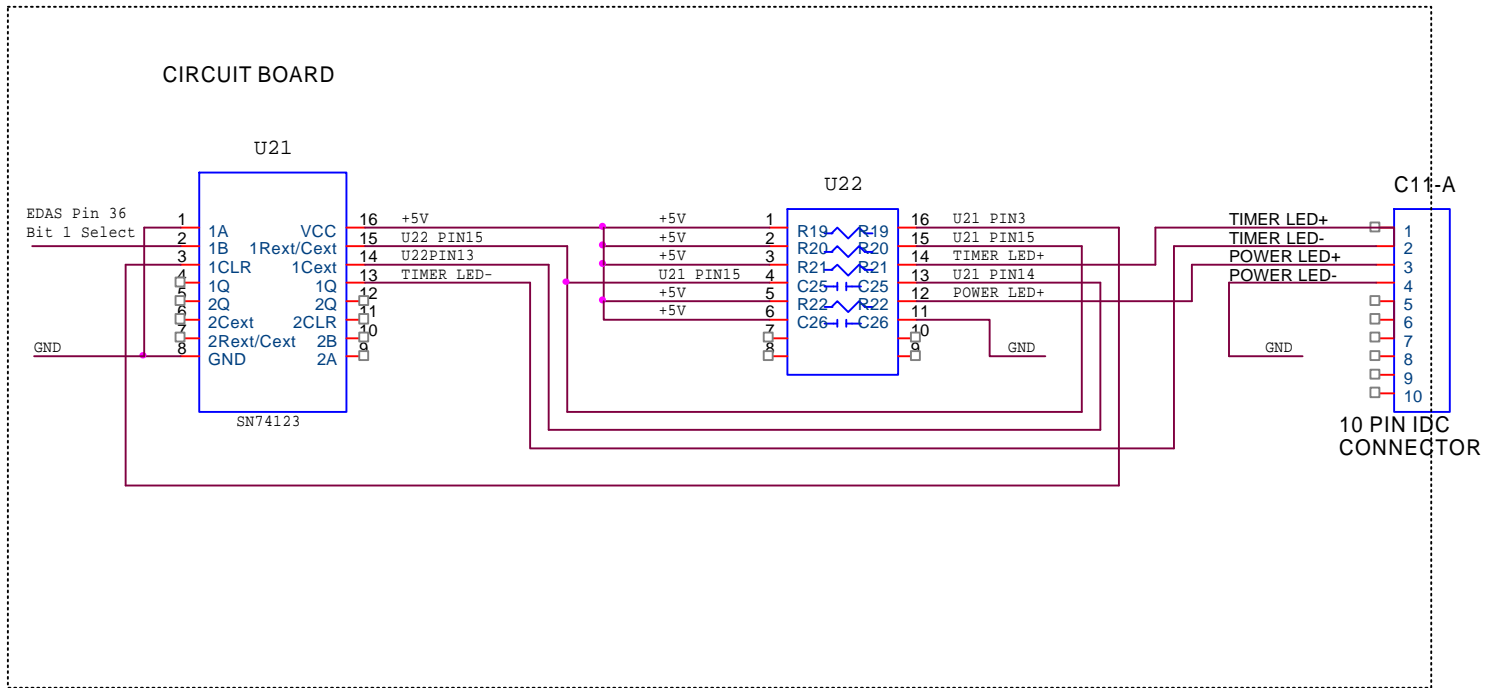 CIRCUIT BOARD
U21
EDAS Pin 36
Bit 1 Select
GND
1 1A
2 1B
3 1CLR
4 1Q
5 2Q
6 2Cext
7 2Rext/Cext
8 GND
VCC 16 +5V
1Rext/Cext 15 U22 PIN15
1Cext 14 U22PIN13
1Q 13 TIMER LED-
2Q 12
2CLR 11
2B 10
2A 9
SN74123
U22
+5V 1 R19 R19 16 U21 PIN3
+5V 2 R20 R20 15 U21 PIN15
+5V 3 R21 R21 14 TIMER LED+
U21 PIN15 4 C25 C25 13 U21 PIN14
+5V 5 R22 R22 12 POWER LED+
+5V 6 C26 C26 11
7 10
8 9
GND
C11-A
TIMER LED+ 1
TIMER LED- 2
POWER LED+ 3
POWER LED- 4
5
6
7
GND 8
9
10
10 PIN IDC
CONNECTOR